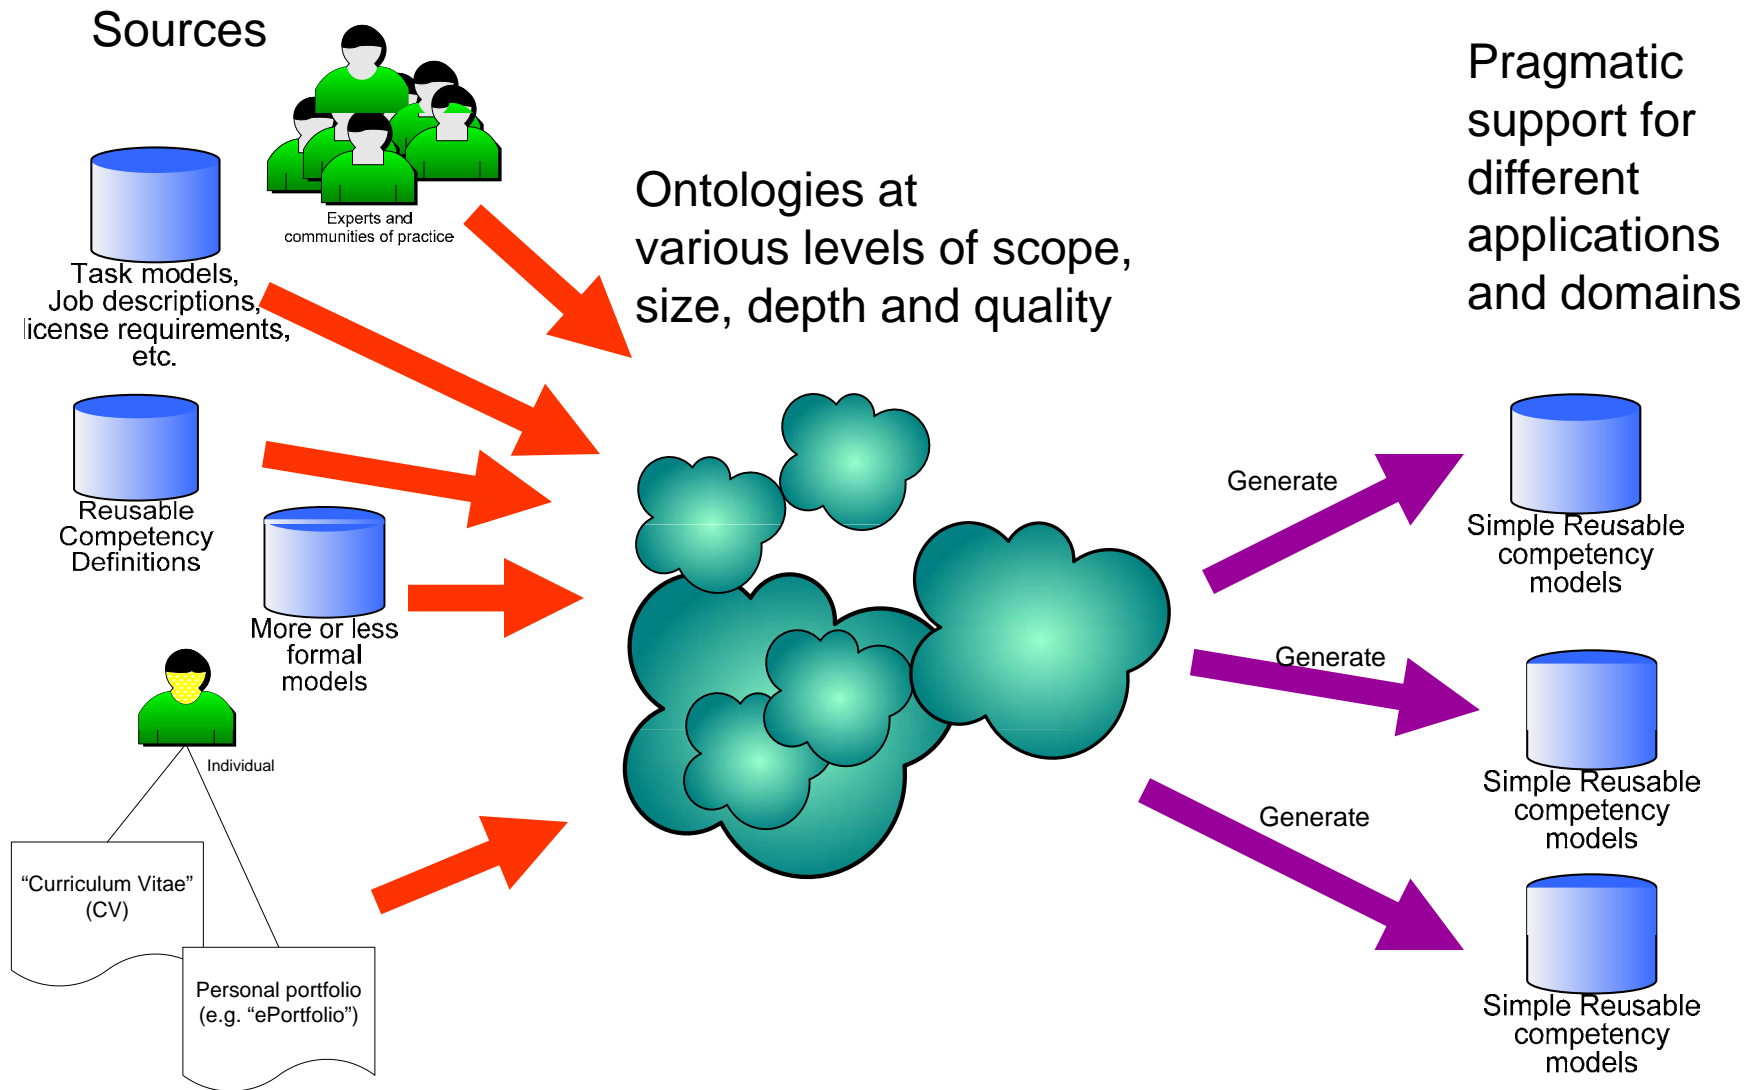 Sources
Experts and
communities of practice
Task models,
Job descriptions,
license requirements,
etc.
Reusable
Competency
Definitions
More or less
formal
models
Individual
“Curriculum Vitae”
(CV)
Personal portfolio
(e.g. “ePortfolio”)
Ontologies at
various levels of scope,
size, depth and quality
Pragmatic
support for
different
applications
and domains
Generate
Simple Reusable
competency
models
Generate
Simple Reusable
competency
models
Generate
Simple Reusable
competency
models